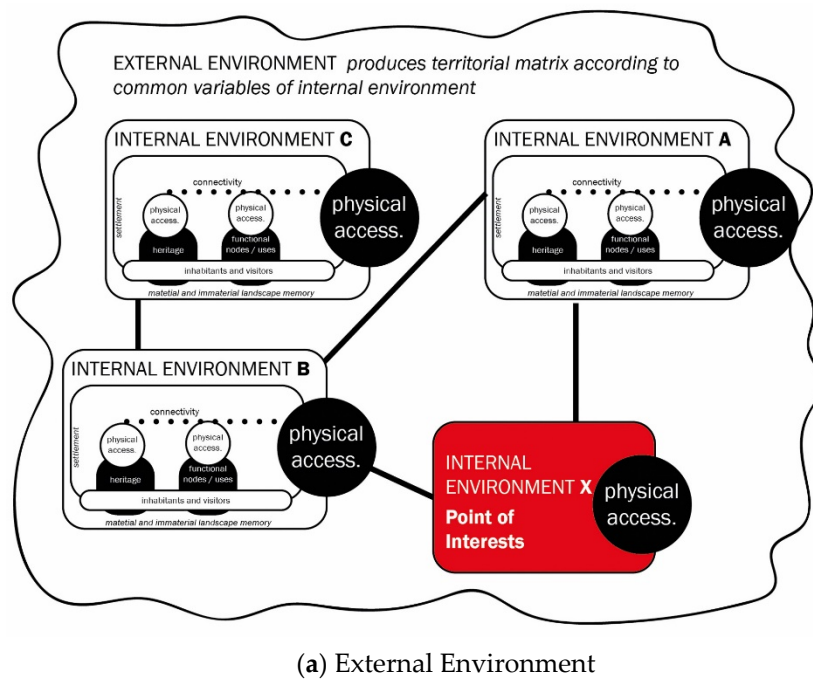 EXTERNAL ENVIRONMENT produces territorial matrix according to
common variables of internal environment
INTERNAL ENVIRONMENT C
connectivity
settlement
physical
access.
physical
access.
heritage
functional
nodes / uses
inhabitants and visitors
matetial and immaterial landscape memory
physical
access.
INTERNAL ENVIRONMENT A
connectivity
settlement
physical
access.
physical
access.
heritage
functional
nodes / uses
inhabitants and visitors
matetial and immaterial landscape memory
physical
access.
INTERNAL ENVIRONMENT B
connectivity
settlement
physical
access.
physical
access.
heritage
functional
nodes / uses
inhabitants and visitors
matetial and immaterial landscape memory
physical
access.
INTERNAL
ENVIRONMENT X
Point of
Interests
physical
access.
(a) External Environment